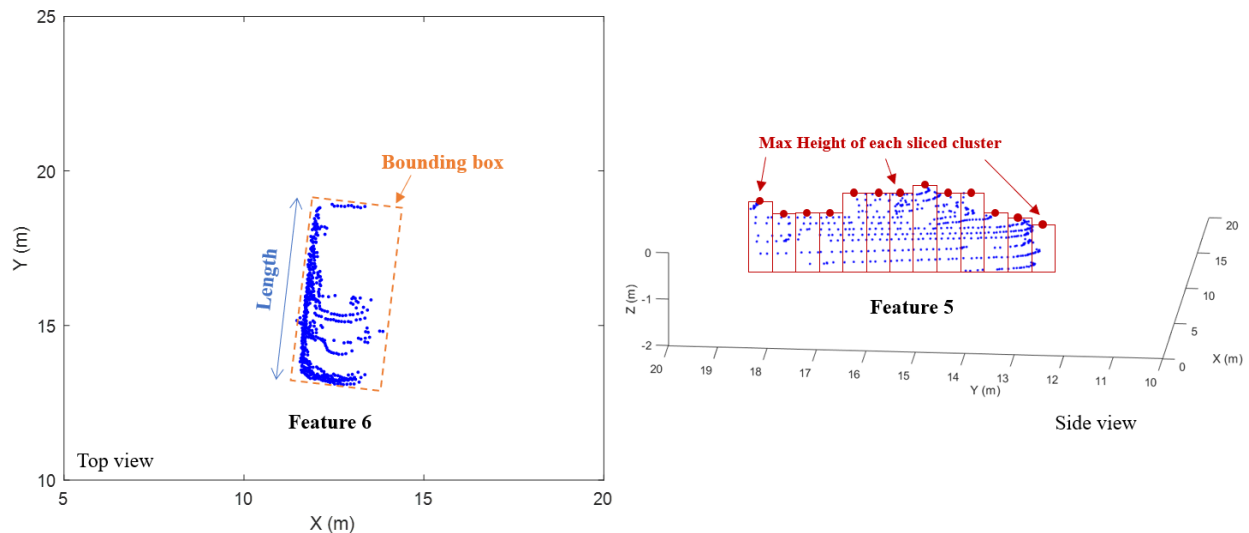 25
20
15
10
Y (m)
5
10
15
20
X (m)
Bounding box
Length
Feature 6
Top view
Max Height of each sliced cluster
Feature 5
0
-1
-2
Z (m)
20
19
18
17
16
15
14
13
12
11
10
Y (m)
0
5
10
15
20
X (m)
Side view